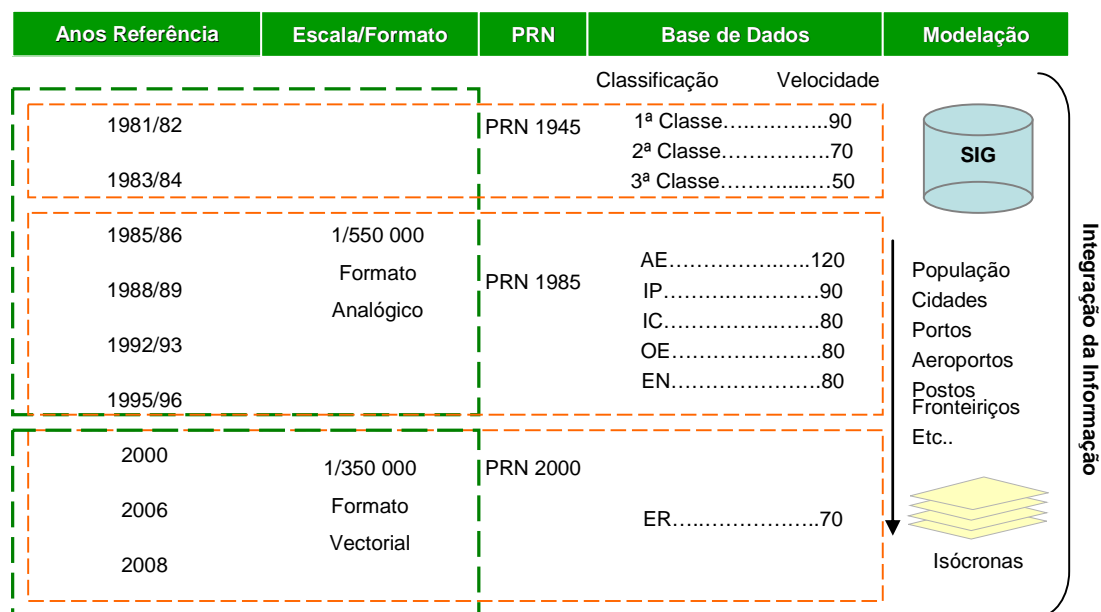 Anos Referência Escala/Formato PRN Base de Dados Modelação
Classificação Velocidade
1981/82 PRN 1945 1ª Classe….………..90
2ª Classe…………….70
1983/84 3ª Classe……….....…50
SIG
1985/86 1/550 000
Formato
Analógico
1988/89 PRN 1985
1992/93
1995/96
AE…………….…..120
IP……….…………90
IC…………….…….80
OE………….……..80
EN………….……..80
População
Cidades
Portos
Aeroportos
Postos
Fronteiriços
Etc..
2000 1/350 000 PRN 2000
2006 Formato
Vectorial
2008
ER…..……………..70
Isócronas
Integração da Informação